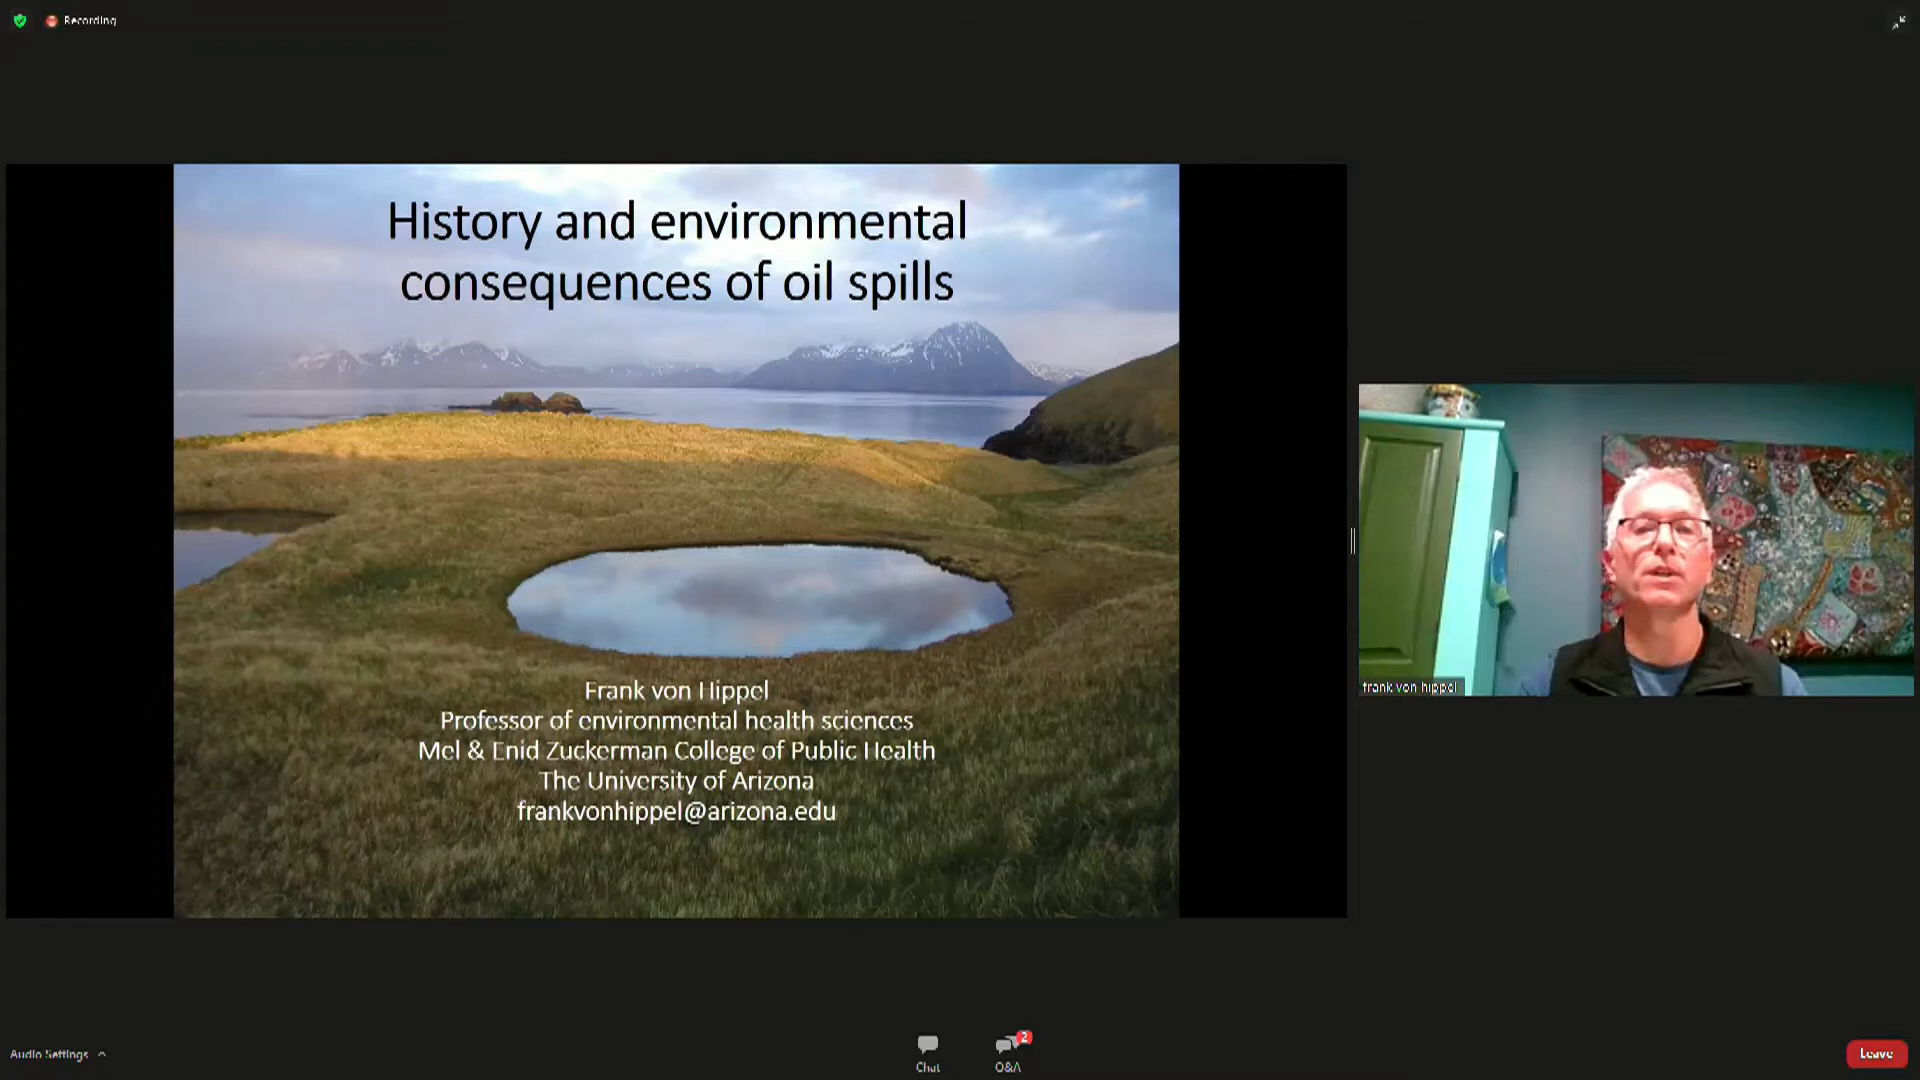 Recording
History and environmental
consequences of oil spills
Frank von Hippel
Professor of environmental health sciences
Mel & Enid Zuckerman College of Public Health
The University of Arizona
frankvonhippel@arizona.edu
frank von hippel
Audio Settings
Chat
2
Q&A
Leave